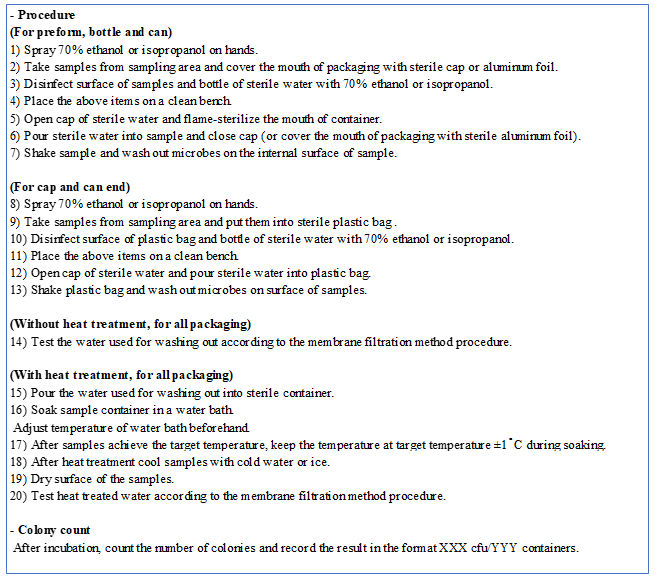 - Procedure
(For preform, bottle and can)
1) Spray 70% ethanol or isopropanol on hands.
2) Take samples from sampling area and cover the mouth of packaging with sterile cap or aluminum foil.
3) Disinfect surface of samples and bottle of sterile water with 70% ethanol or isopropanol.
4) Place the above items on a clean bench.
5) Open cap of sterile water and flame-sterilize the mouth of container.
6) Pour sterile water into sample and close cap (or cover the mouth of packaging with sterile aluminum foil).
7) Shake sample and wash out microbes on the internal surface of sample.
(For cap and can end)
8) Spray 70% ethanol or isopropanol on hands.
9) Take samples from sampling area and put them into sterile plastic bag.
10) Disinfect surface of plastic bag and bottle of sterile water with 70% ethanol or isopropanol.
11) Place the above items on a clean bench.
12) Open cap of sterile water and pour sterile water into plastic bag.
13) Shake plastic bag and wash out microbes on surface of samples.
(Without heat treatment, for all packaging)
14) Test the water used for washing out according to the membrane filtration method procedure.
(With heat treatment, for all packaging)
15) Pour the water used for washing out into sterile container.
16) Soak sample container in a water bath.
Adjust temperature of water bath beforehand.
17) After samples achieve the target temperature, keep the temperature at target temperature ±1˚C during soaking.
18) After heat treatment cool samples with cold water or ice.
19) Dry surface of the samples.
20) Test heat treated water according to the membrane filtration method procedure.
- Colony count
After incubation, count the number of colonies and record the result in the format XXX cfu/YYY containers.